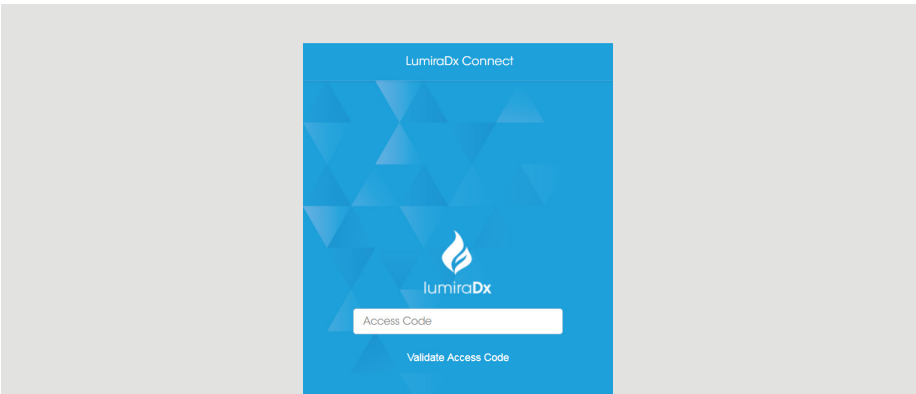 LumiraDx Connect
lumiraDx
Access Code
Validate Access Code